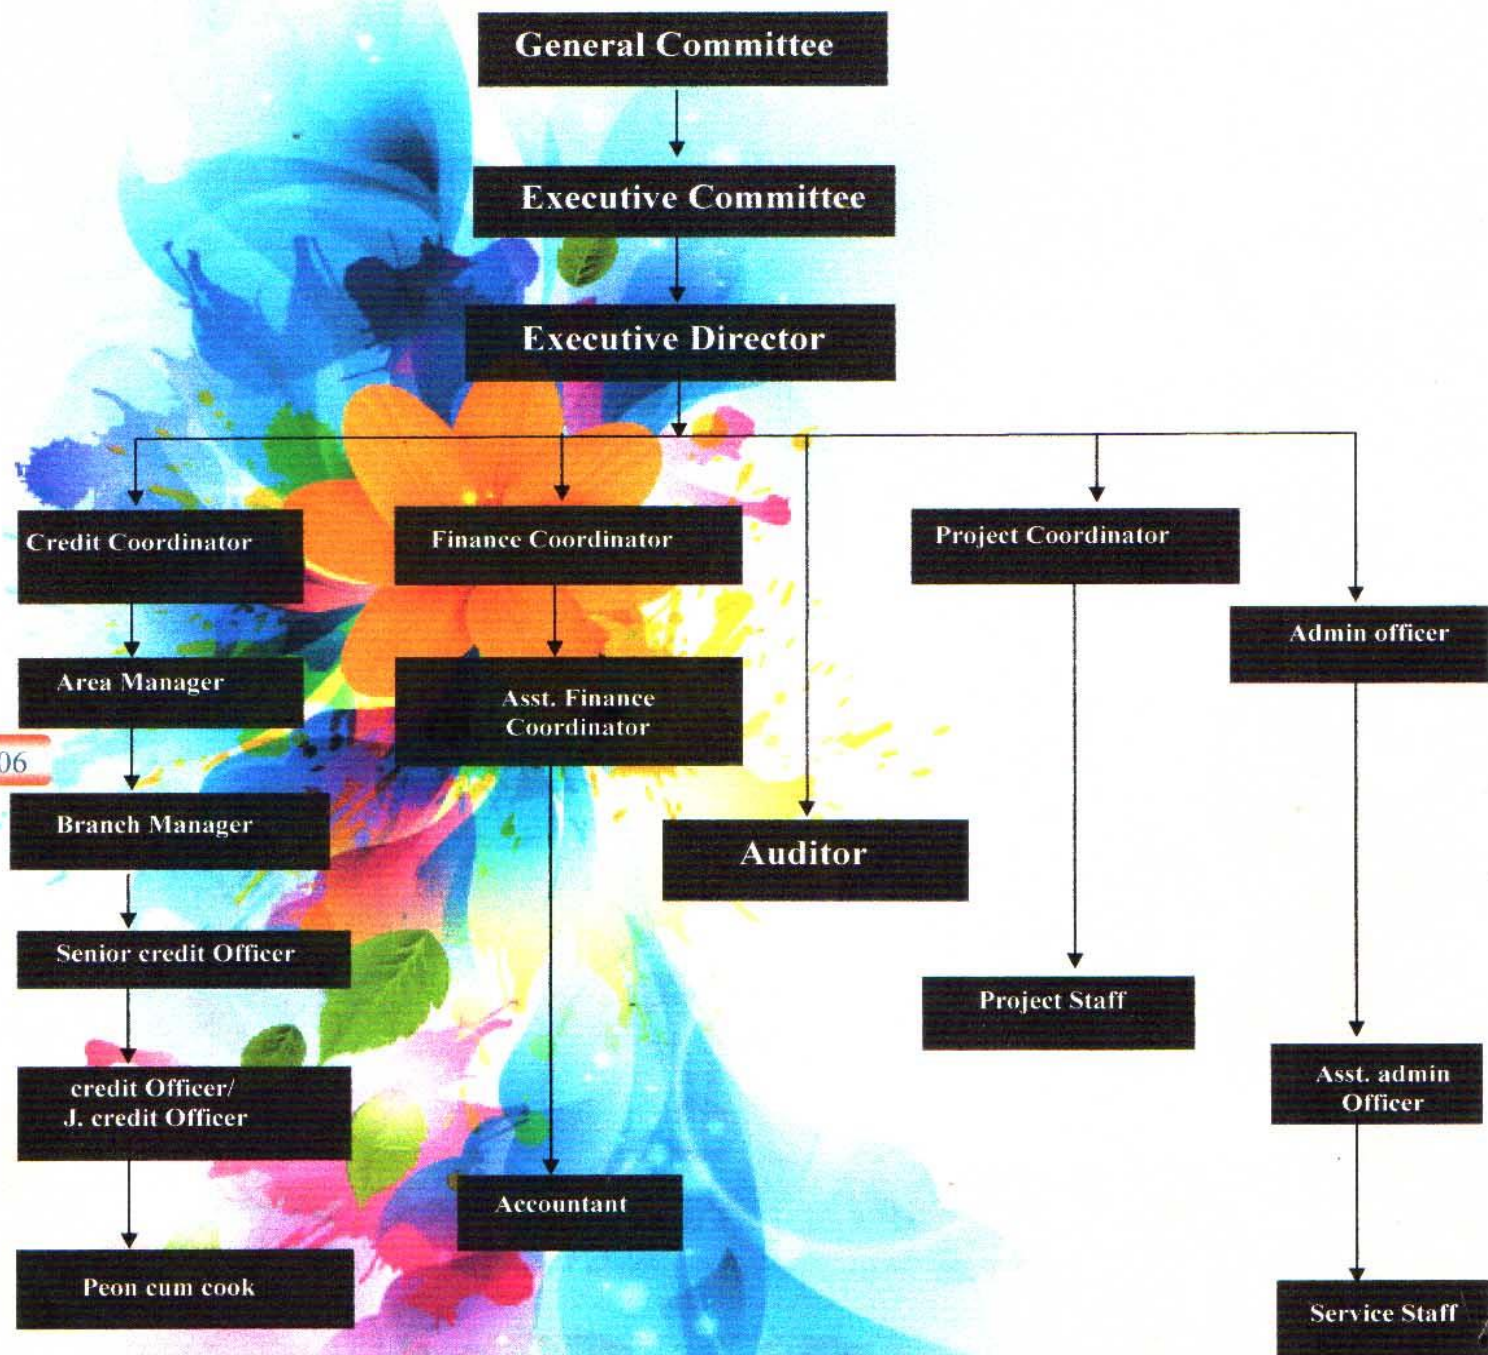 General Committee
Executive Committee
Executive Director
Credit Coordinator
Finance Coordinator
Project Coordinator
Admin officer
Area Manager
Asst. Finance
Coordinator
06
Branch Manager
Auditor
Senior credit Officer
Project Staff
credit Officer/
J. credit Officer
Asst. admin
Officer
Accountant
Peon cum cook
Service Staff